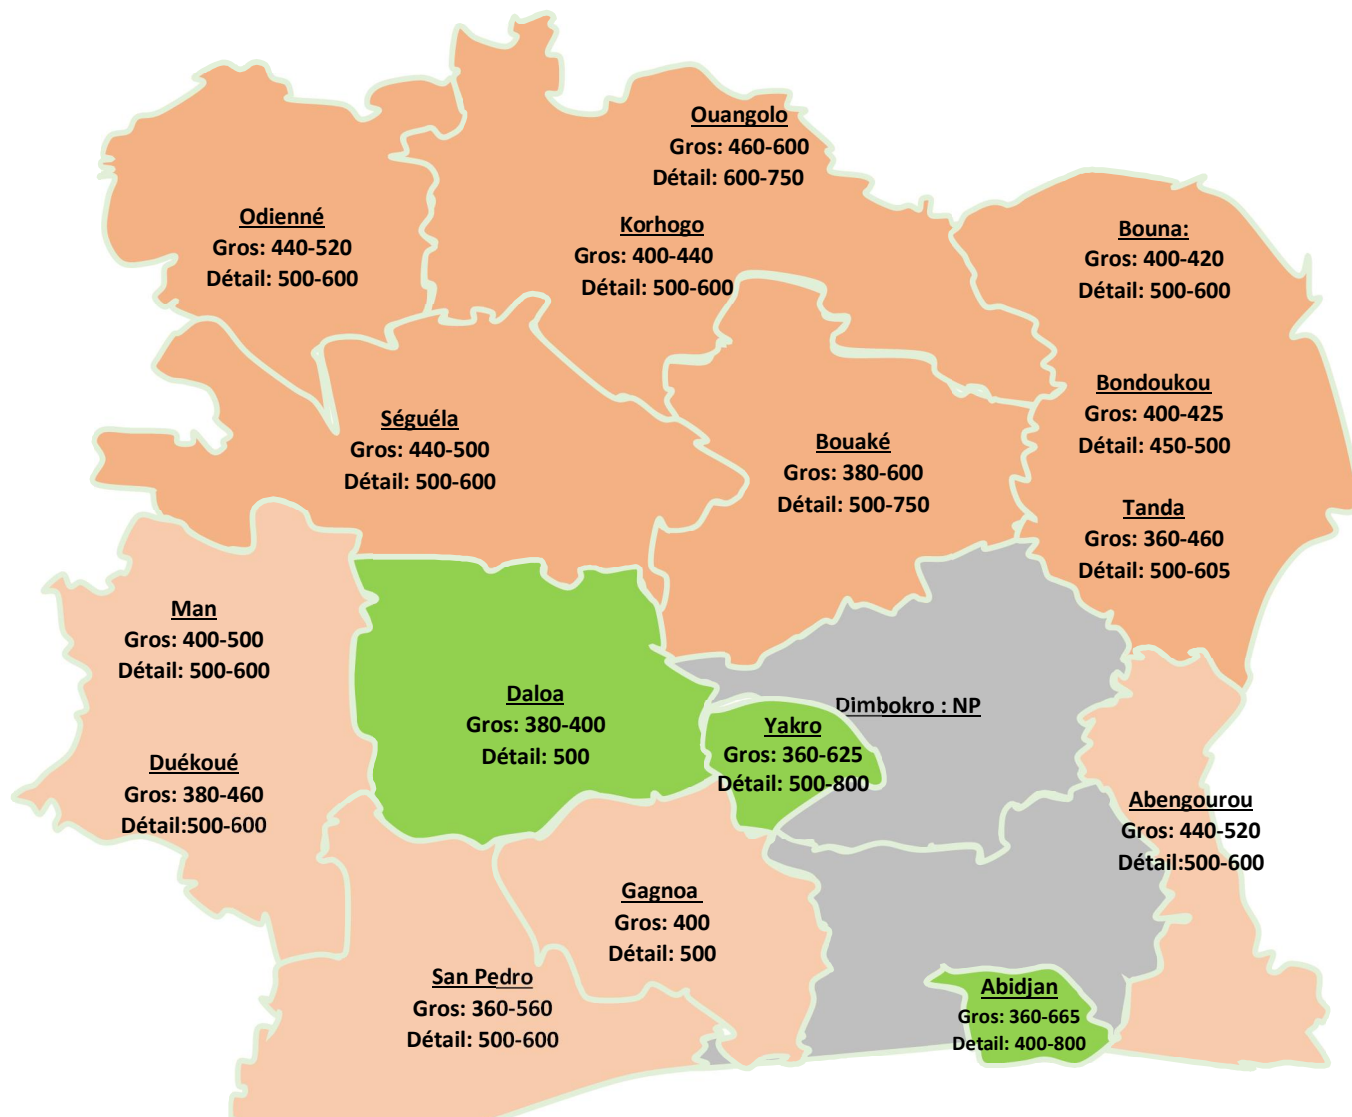 Ouangolo
Gros: 460-600
Détail: 600-750
Odienné
Gros: 440-520
Détail: 500-600
Korhogo
Gros: 400-440
Détail: 500-600
Bouna:
Gros: 400-420
Détail: 500-600
Bondoukou
Gros: 400-425
Détail: 450-500
Séguéla
Gros: 440-500
Détail: 500-600
Bouaké
Gros: 380-600
Détail: 500-750
Tanda
Gros: 360-460
Détail: 500-605
Man
Gros: 400-500
Détail: 500-600
Daloa
Gros: 380-400
Détail: 500
Dimbokro : NP
Yakro
Gros: 360-625
Détail: 500-800
Duékoué
Gros: 380-460
Détail:500-600
Abengourou
Gros: 440-520
Détail:500-600
Gagnoa
Gros: 400
Détail: 500
San Pedro
Gros: 360-560
Détail: 500-600
Abidjan
Gros: 360-665
Detail: 400-800